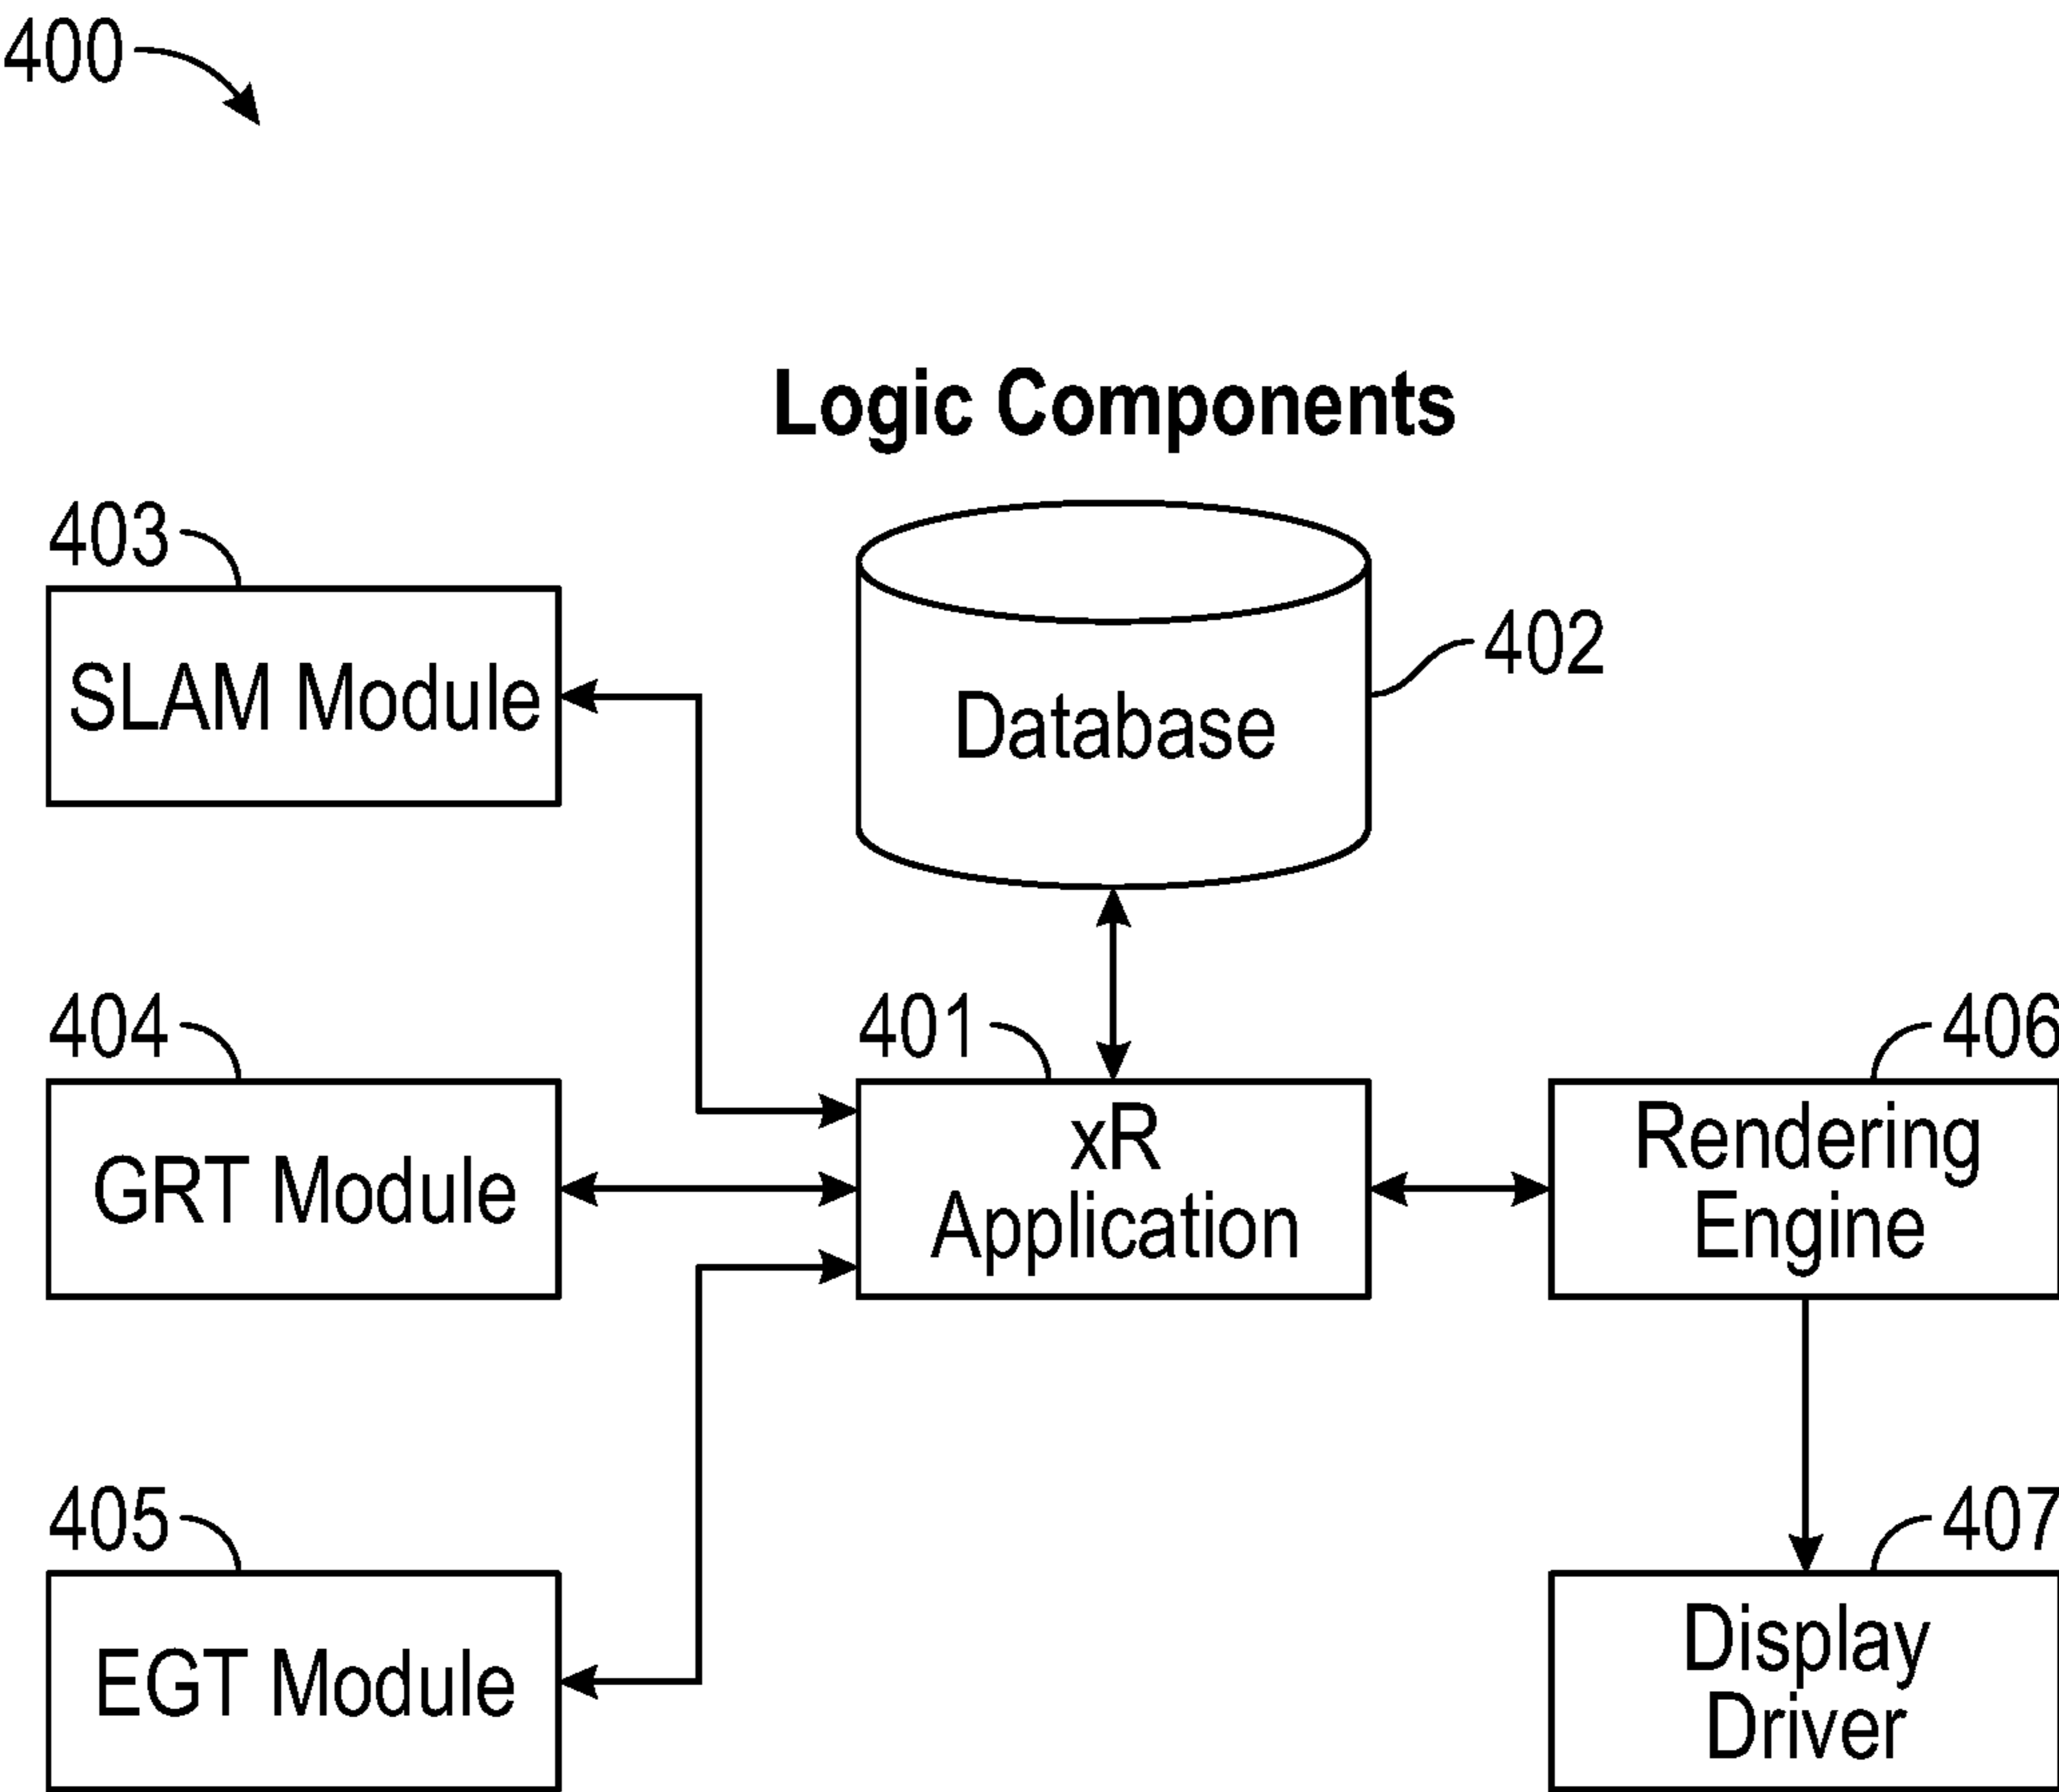 400
Logic Components
403
SLAM Module
Database
402
404
GRT Module
401
xR
Application
406
Rendering
Engine
405
EGT Module
407
Display
Driver